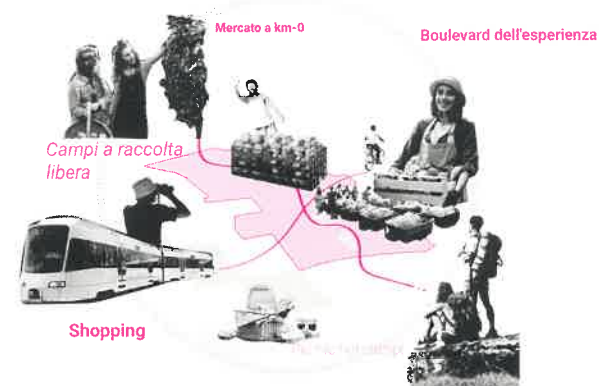 Mercato a km-0
Boulevard dell'esperienza
Campi a raccolta
libera
Shopping